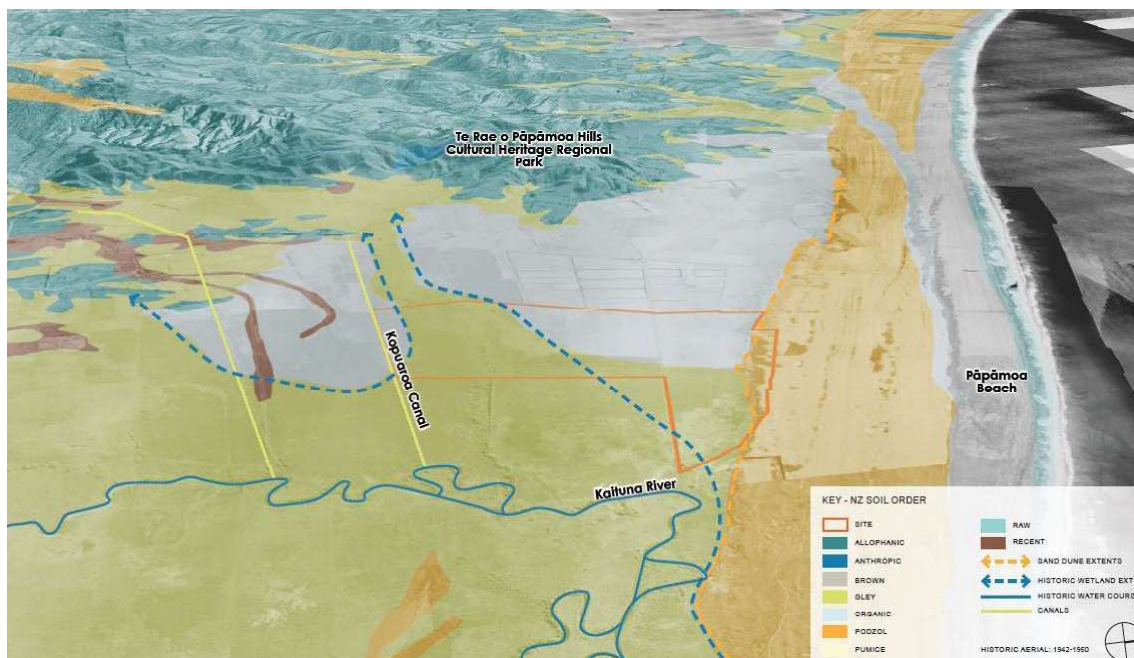 Te Rae o Pāpāmoa Hills
Cultural Heritage Regional
Park
Kopuaroa Canal
Pāpāmoa
Beach
Kaituna River
KEY - NZ SOIL ORDER
SITE
ALLOPHANIC
ANTHROPIC
BROWN
GLEY
ORGANIC
PODZOL
PUMICE
RAW
RECENT
SAND DUNE EXTENTS
HISTORIC WETLAND EXT
HISTORIC WATER COURS
CANALS
HISTORIC AERIAL: 1942-1960